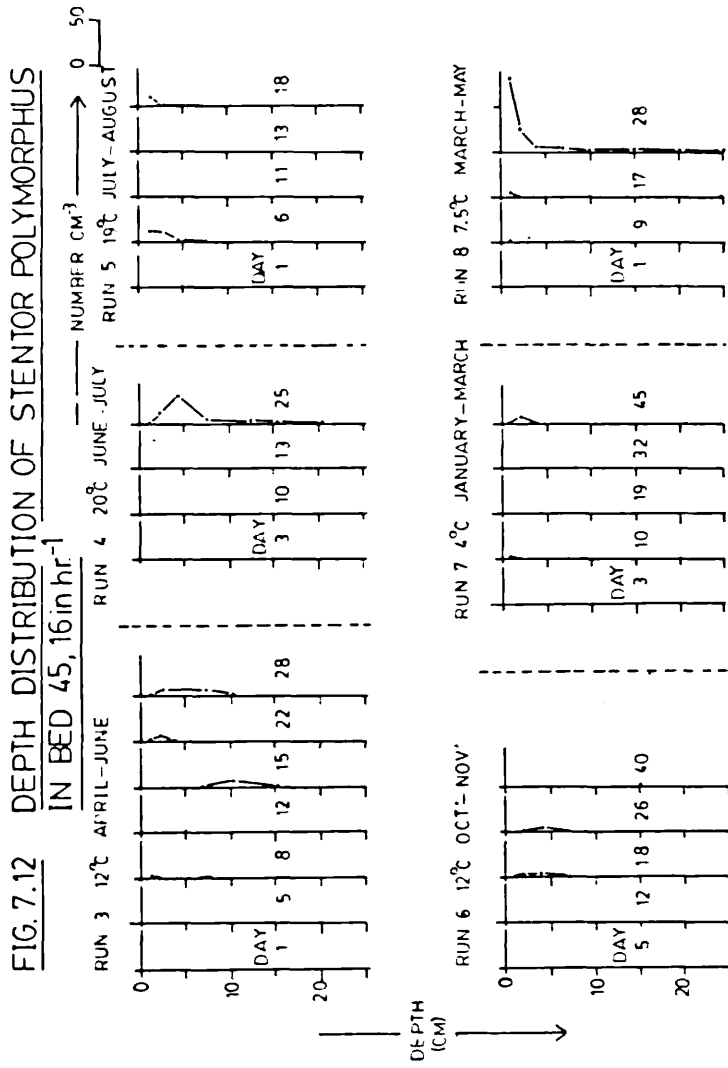 FIG. 7.12 DEPTH DISTRIBUTION OF STENTOR POLYMORPHUS
IN BED 45, 16 in hr.⁻¹
NUMBER CM⁻³
0 50
RUN 3 12°C APRIL-JUNE
RUN 4 20°C JUNE-JULY
RUN 5 19°C JULY-AUGUST
0
10
20
DAY
1 5 8 12 15 22 28
DAY
3 10 13 25
DAY
1 6 11 13 18
DEPTH
(CM)
RUN 6 12°C OCT'-NOV'
RUN 7 4°C JANUARY-MARCH
RUN 8 7.5°C MARCH-MAY
0
10
20
DAY
5 12 18 26 40
DAY
3 10 19 32 45
DAY
1 9 17 28